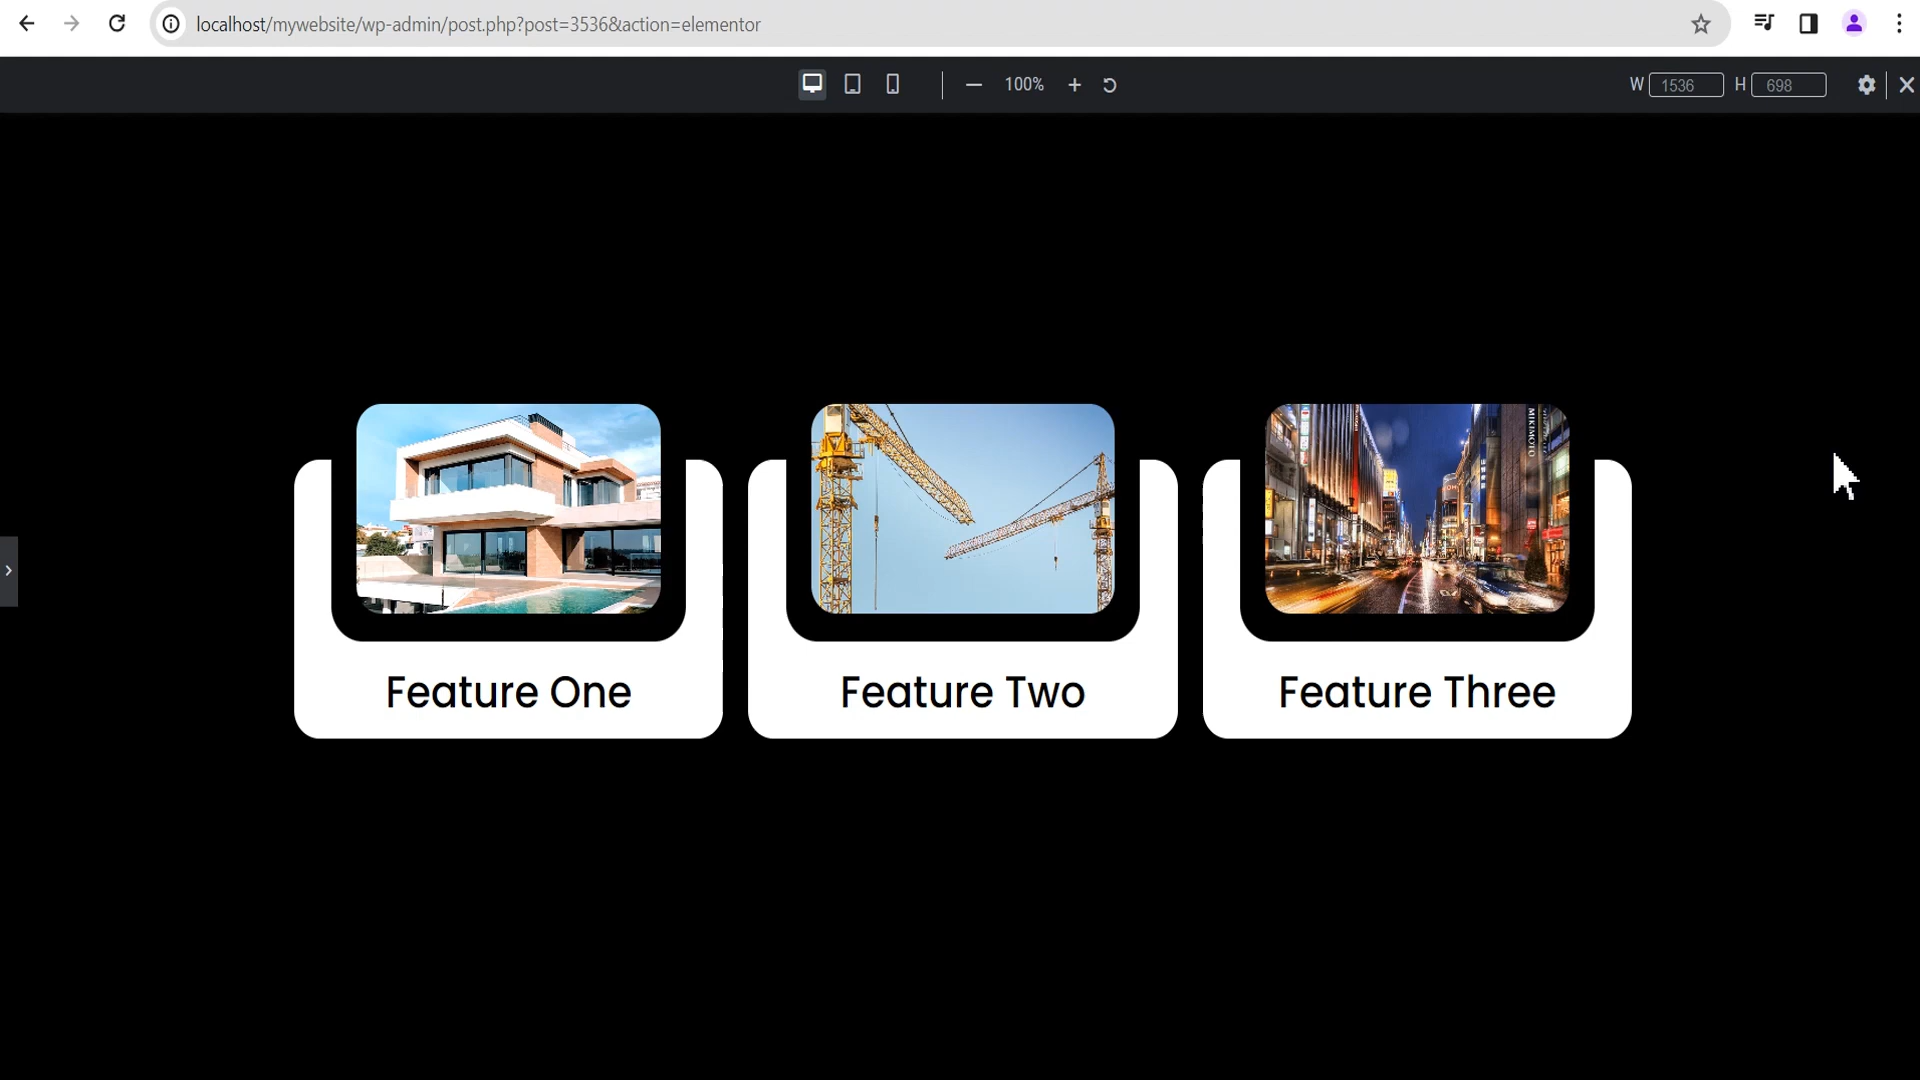 localhost/mywebsite/wp-admin/post.php?post=3536&action=elementor
100%
W 1536 H 698
MIKIMOTO
Feature One
Feature Two
Feature Three